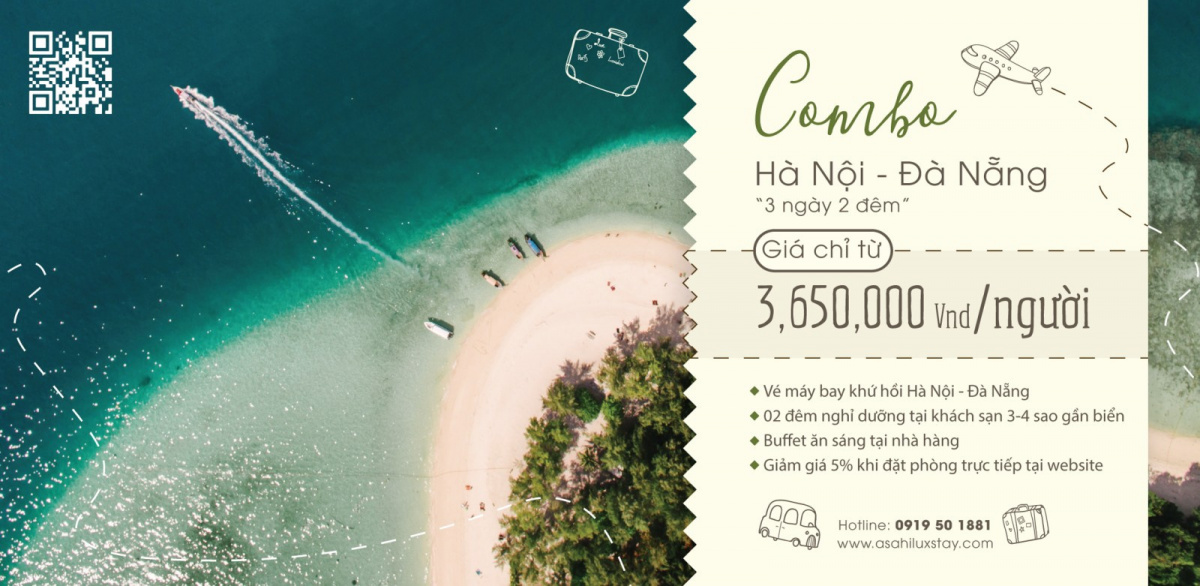 Combo
Hà Nội - Đà Nẵng
“3 ngày 2 đêm”
Giá chỉ từ
3,650,000 Vnd/người
Vé máy bay khứ hồi Hà Nội - Đà Nẵng
02 đêm nghỉ dưỡng tại khách sạn 3-4 sao gần biển
Buffet ăn sáng tại nhà hàng
Giảm giá 5% khi đặt phòng trực tiếp tại website
Hotline: 0919 50 1881
www.asahiluxstay.com